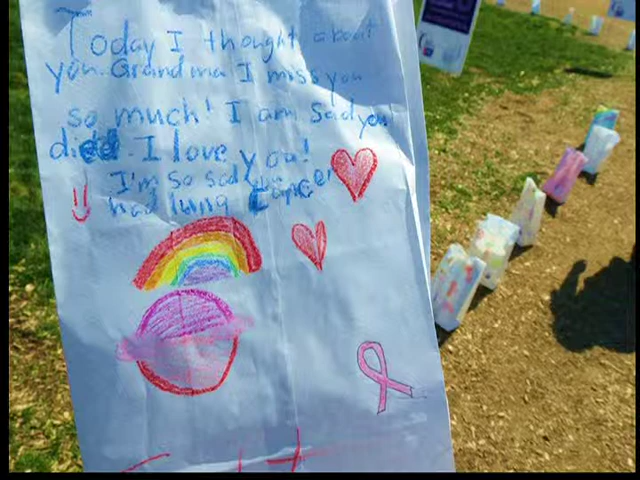 Today I thought about
you. Grandma I miss you
so much! I am sad you
died. I love you!
I'm so sad you
had lung